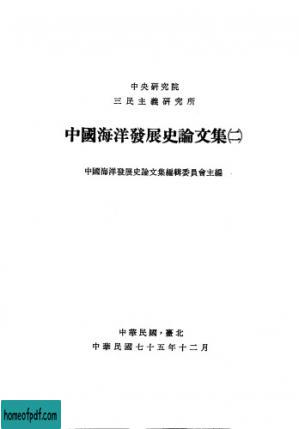 中央研究院
三民主義研究所
中國海洋發展史論文集㈡
中國海洋發展史論文集編輯委員會主編
中華民國，臺北
中華民國七十五年十二月
homeofpdf.com